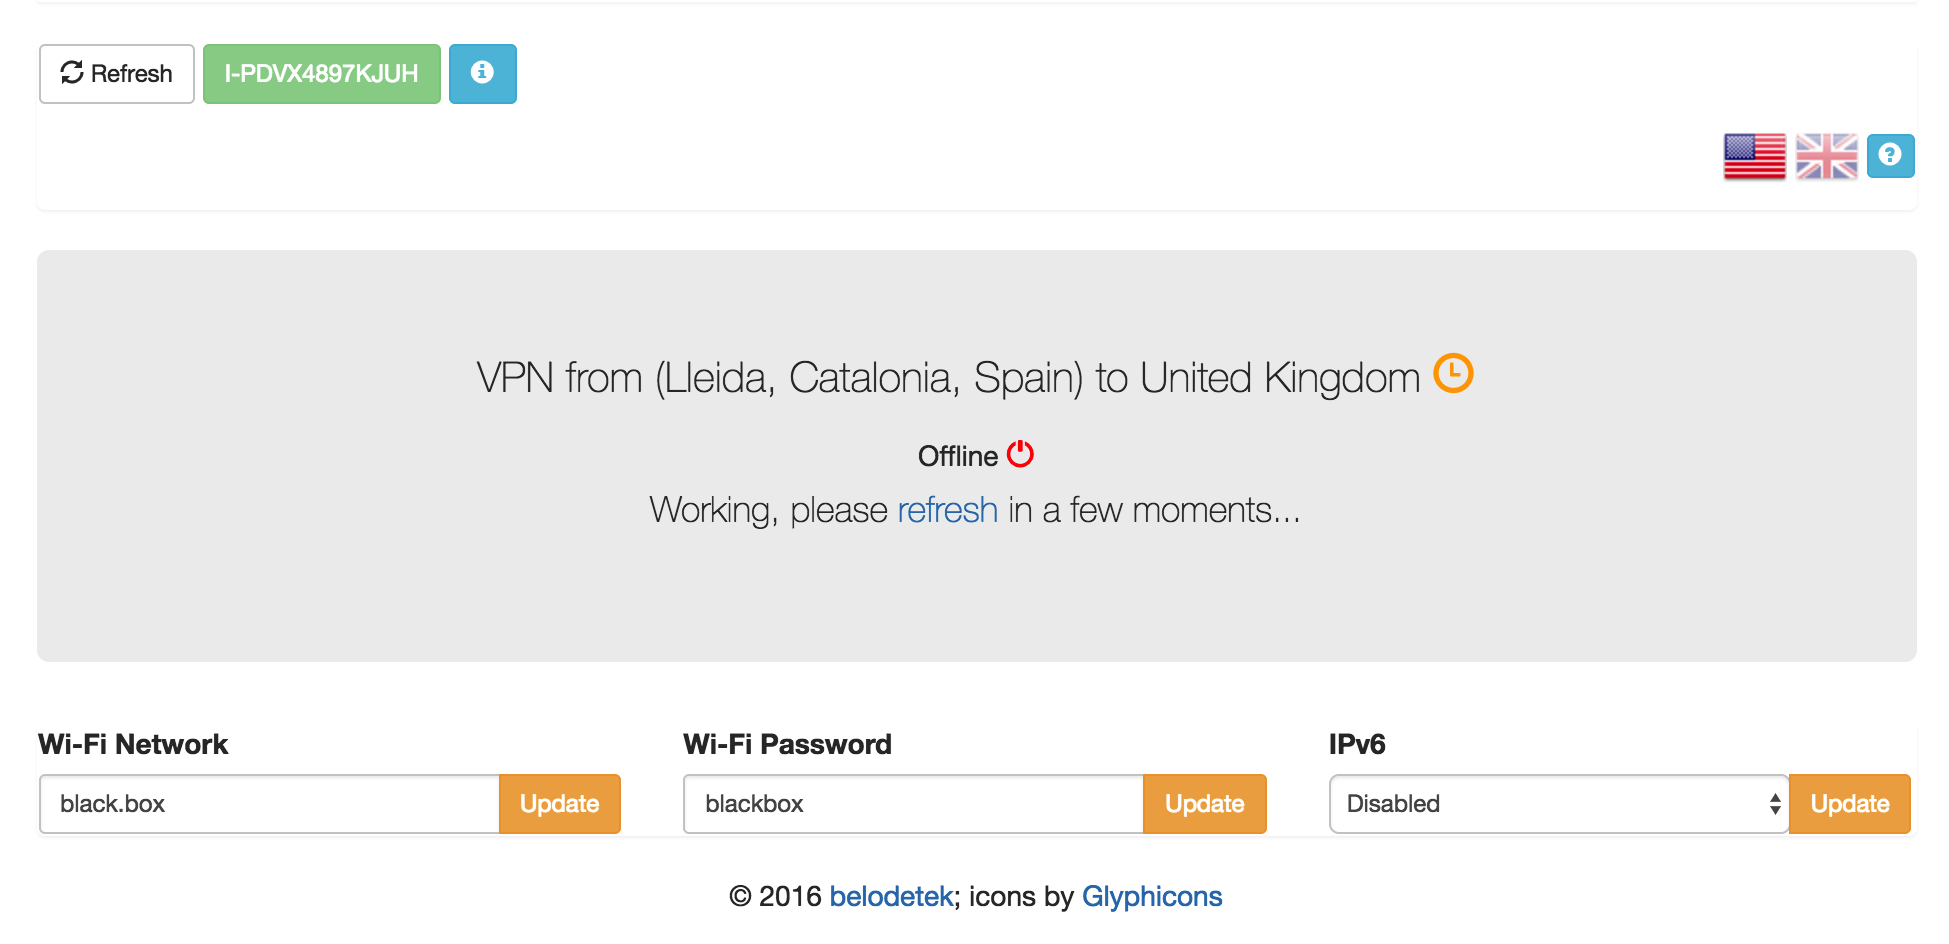 Refresh I-PDVX4897KJUH
VPN from (Lleida, Catalonia, Spain) to United Kingdom
Offline
Working, please refresh in a few moments...
Wi-Fi Network Wi-Fi Password IPv6
black.box Update blackbox Update Disabled Update
© 2016 belodetek; icons by Glyphicons